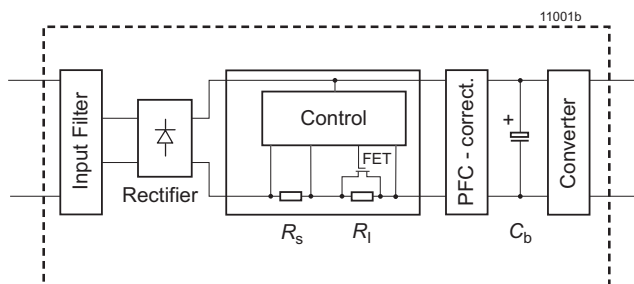 11001b
Input Filter
Rectifier
Control
FET
Rs
Rl
PFC - correct.
+
Cb
Converter